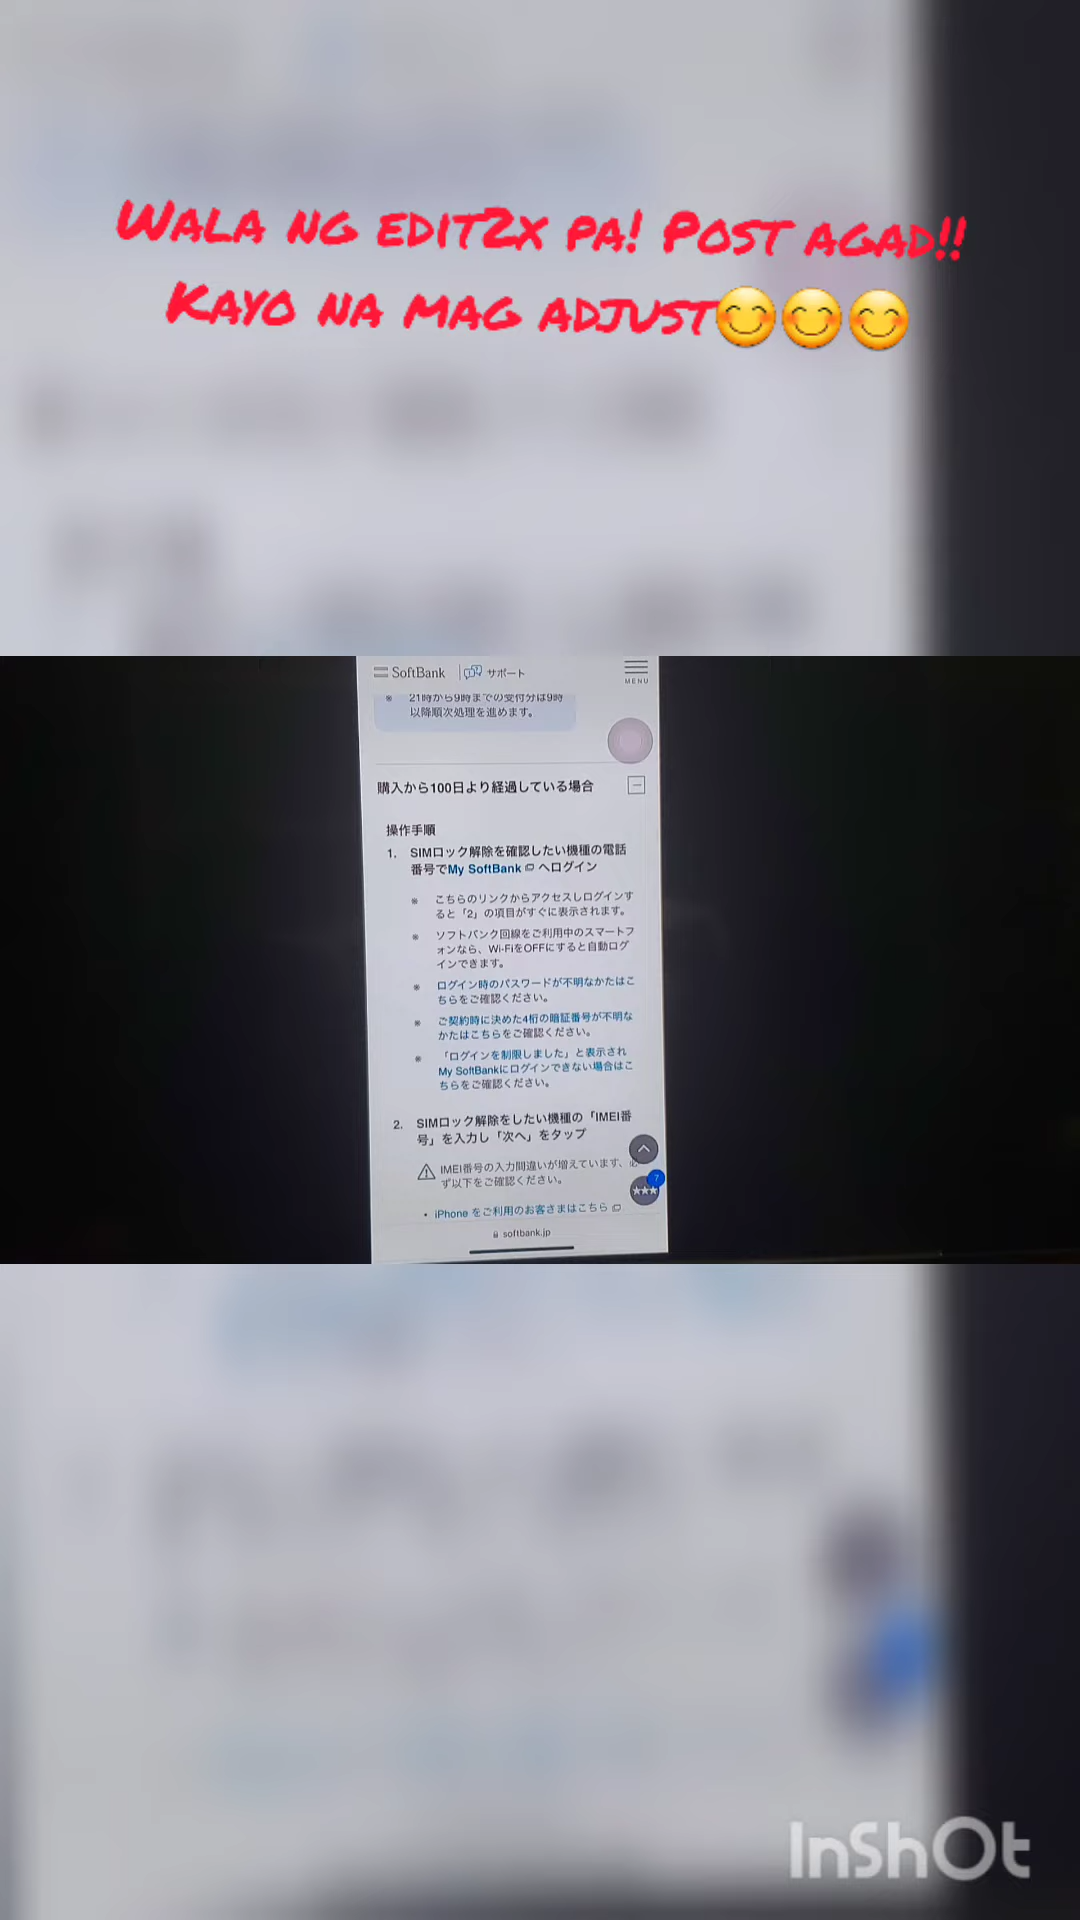 Wala ng edit2x pa! Post agad!!
Kayo na mag adjust😊😊😊
SoftBank サポート
MENU
※ 21時から9時までの受付分は9時
以降順次処理を進めます。
購入から100日より経過している場合
操作手順
1. SIMロック解除を確認したい機種の電話
番号でMy SoftBank へログイン
※ こちらのリンクからアクセスしログインす
ると「2」の項目がすぐに表示されます。
※ ソフトバンク回線をご利用中のスマートフ
ォンなら、Wi-FiをOFFにすると自動ログ
インできます。
※ ログイン時のパスワードが不明なかたはこ
ちらをご確認ください。
※ ご契約時に決めた4桁の暗証番号が不明な
かたはこちらをご確認ください。
※ 「ログインを制限しました」と表示され
My SoftBankにログインできない場合はこ
ちらをご確認ください。
2. SIMロック解除をしたい機種の「IMEI番
号」を入力し「次へ」をタップ
IMEI番号の入力間違いが増えています、必
ず以下をご確認ください。
7
• iPhone をご利用のお客さまはこちら
softbank.jp
InShOt